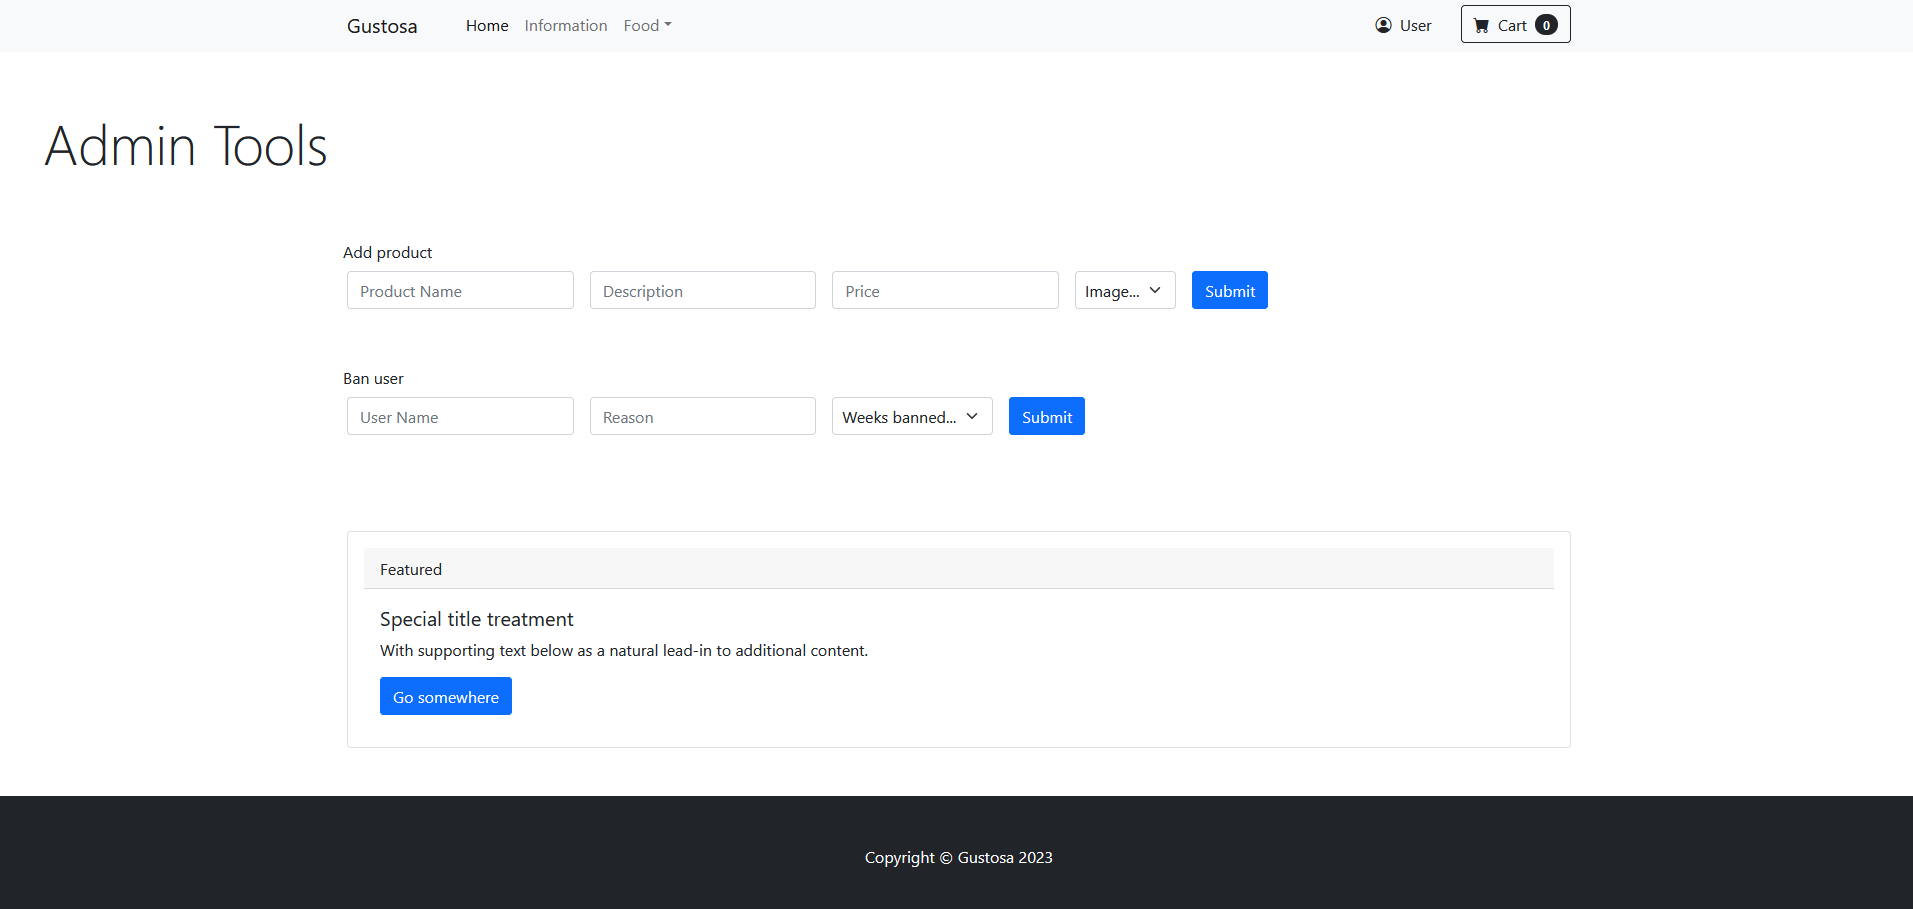 Gustosa Home Information Food User Cart 0
Admin Tools
Add product
Product Name Description Price Image... Submit
Ban user
User Name Reason Weeks banned... Submit
Featured
Special title treatment
With supporting text below as a natural lead-in to additional content.
Go somewhere
Copyright © Gustosa 2023